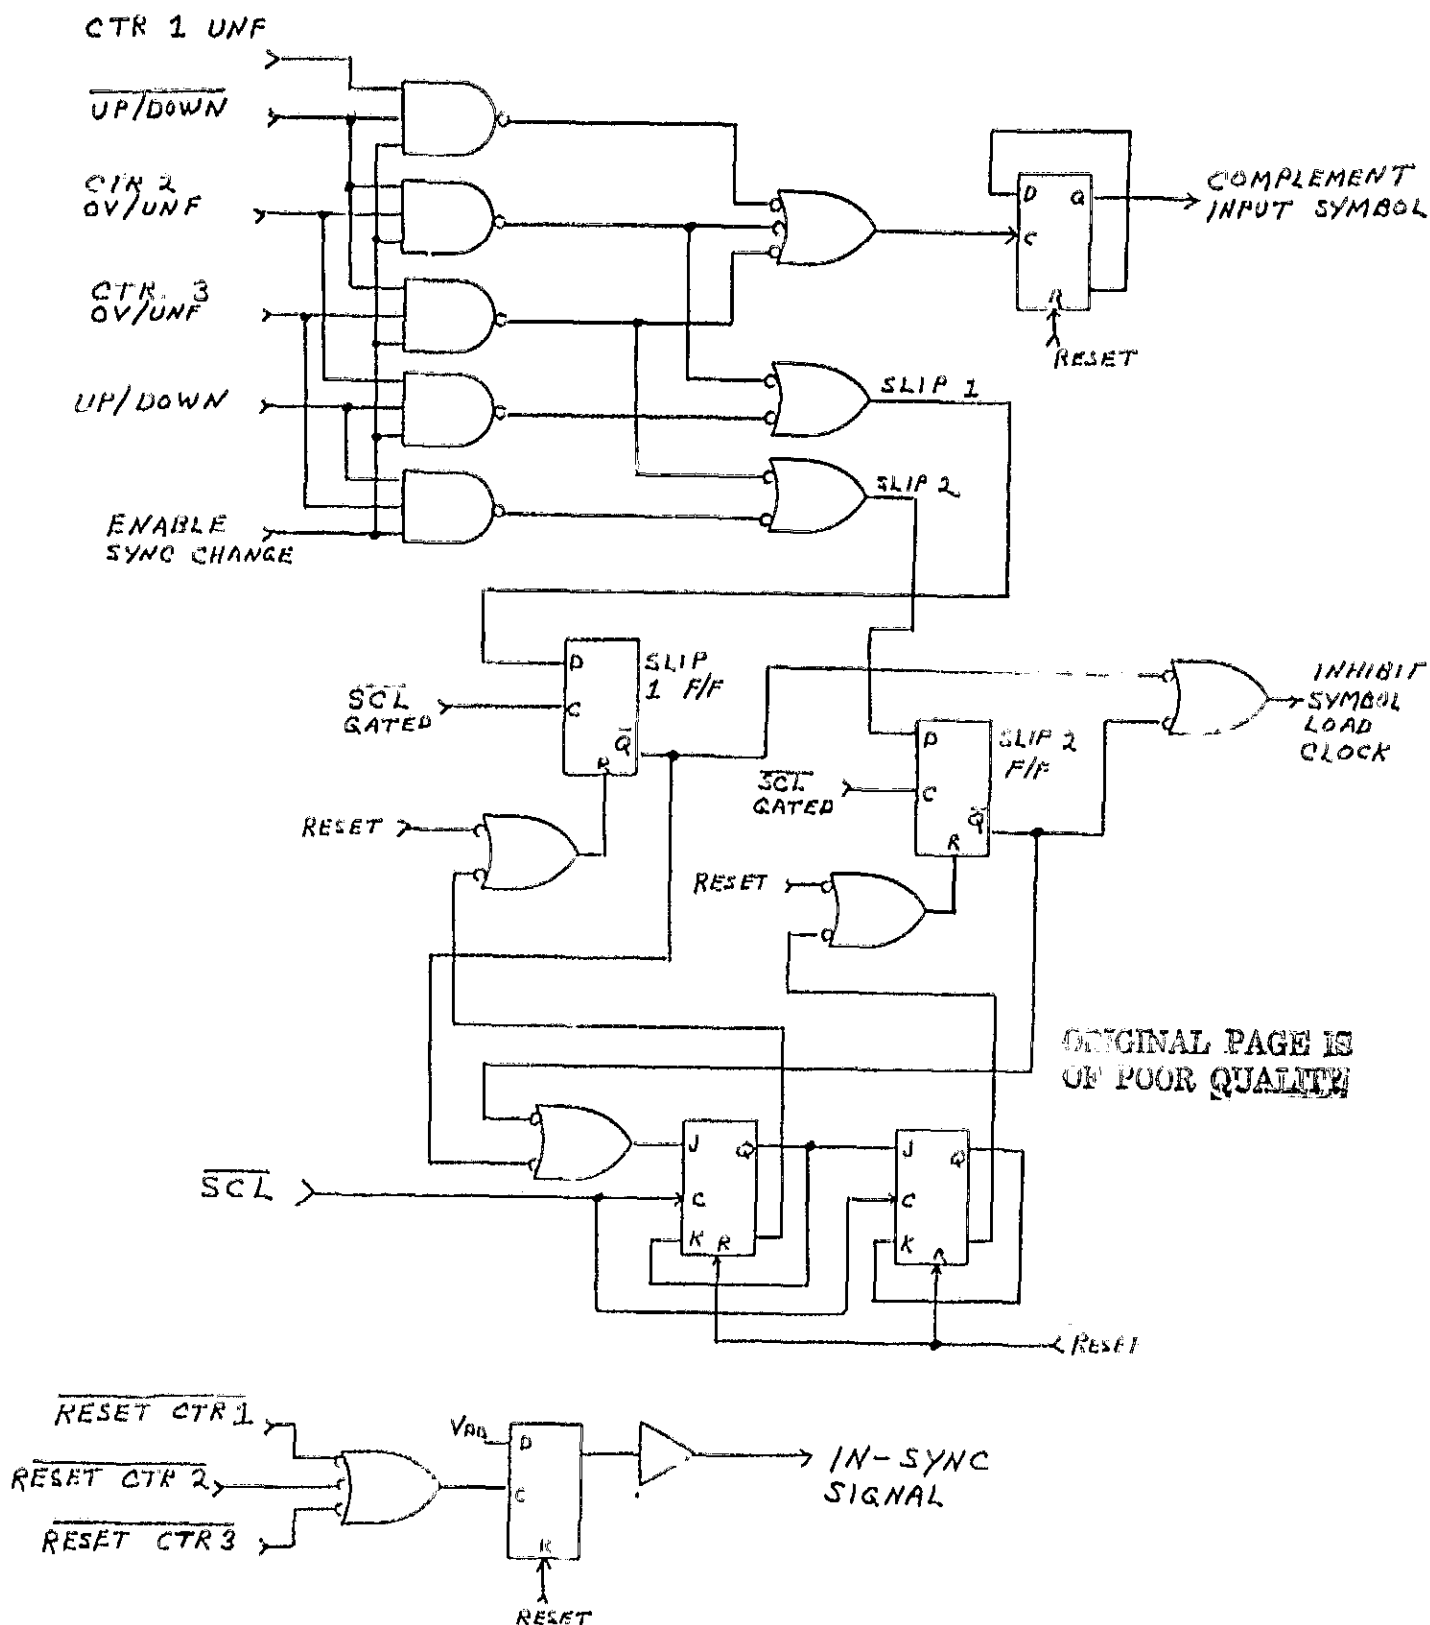 CTR 1 UNF
UP/DOWN
CTR 2
OV/UNF
CTR. 3
OV/UNF
UP/DOWN
ENABLE
SYNC CHANGE
D
Q
C
R
RESET
COMPLEMENT
INPUT SYMBOL
SLIP 1
SLIP 2
D
C
Q
R
SLIP
1 F/F
SCL
GATED
RESET
D
C
Q
R
SLIP 2
F/F
SCL
GATED
RESET
INHIBIT
SYMBOL
LOAD
CLOCK
ORIGINAL PAGE IS
OF POOR QUALITY
SCL
J
Q
C
K
R
J
Q
C
K
RESET
RESET CTR 1
RESET CTR 2
RESET CTR 3
D
C
R
RESET
IN-SYNC
SIGNAL